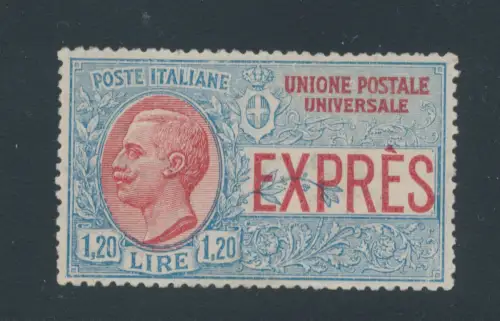 POSTE ITALIANE
UNIONE POSTALE
UNIVERSALE
EXPRÈS
1,20 LIRE 1,20